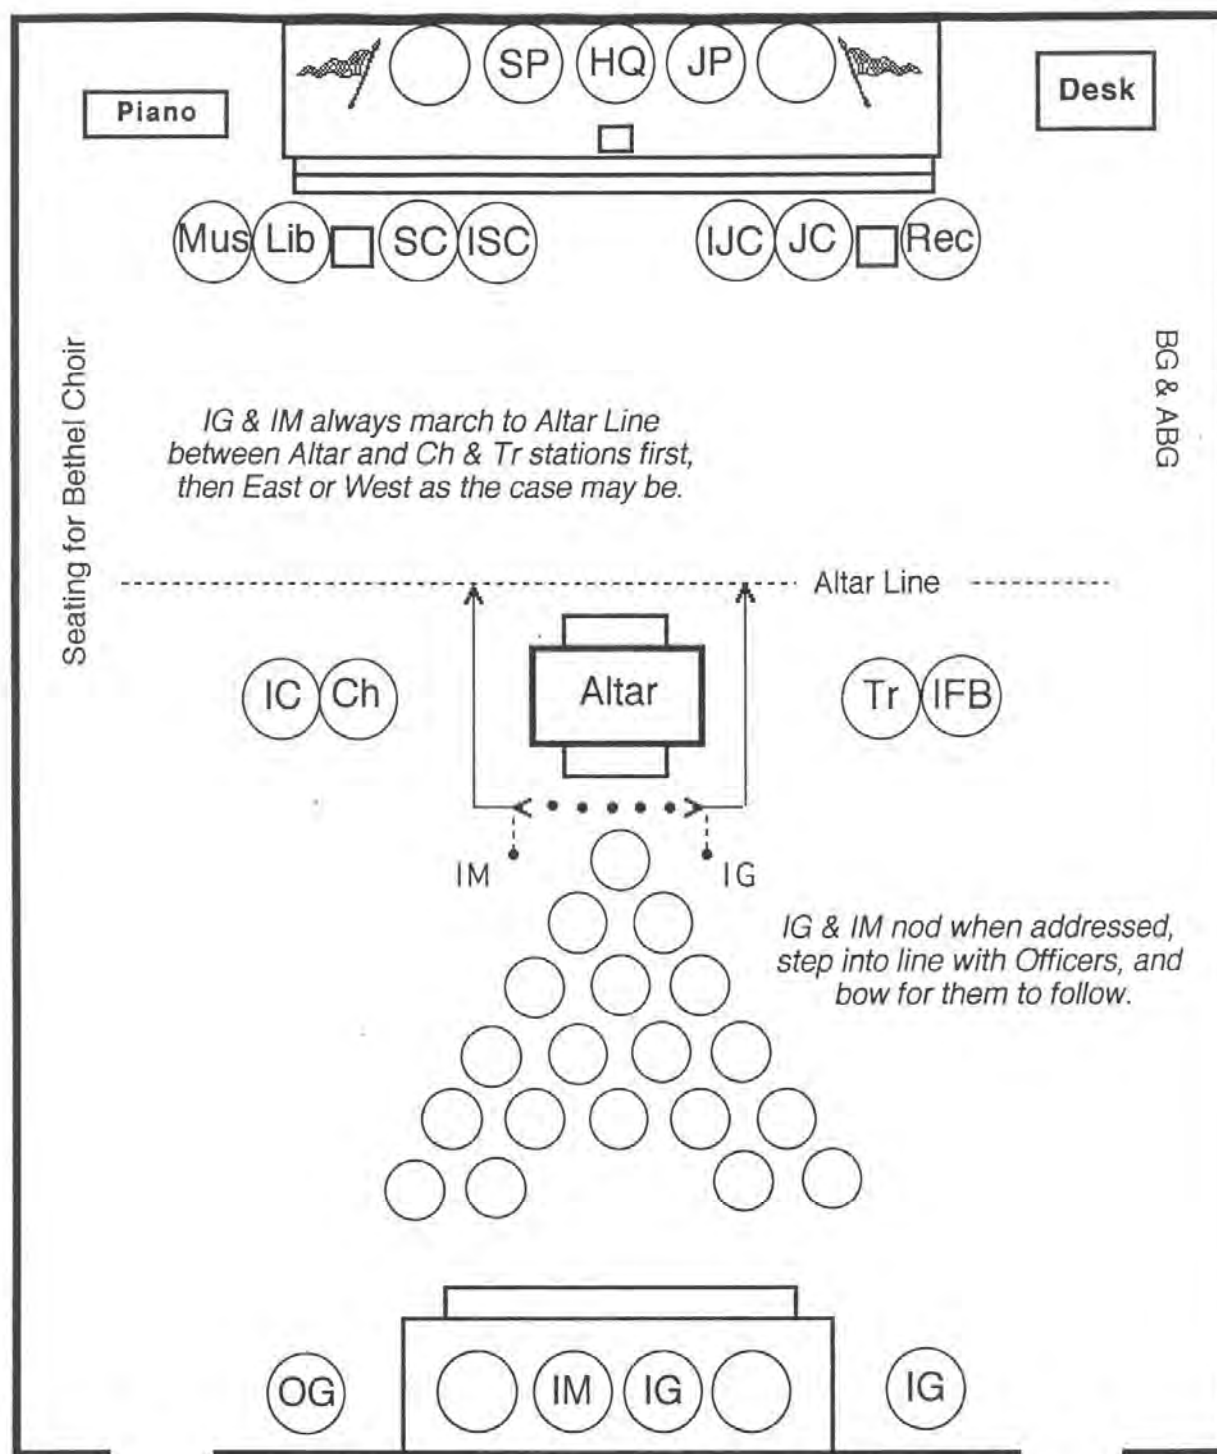 SP HQ JP
Piano
Desk
Mus Lib SC ISC IJC JC Rec
Seating for Bethel Choir
BG & ABG
IG & IM always march to Altar Line
between Altar and Ch & Tr stations first,
then East or West as the case may be.
Altar Line
IC Ch Altar Tr IFB
IM IG
IG & IM nod when addressed,
step into line with Officers, and
bow for them to follow.
OG IM IG IG